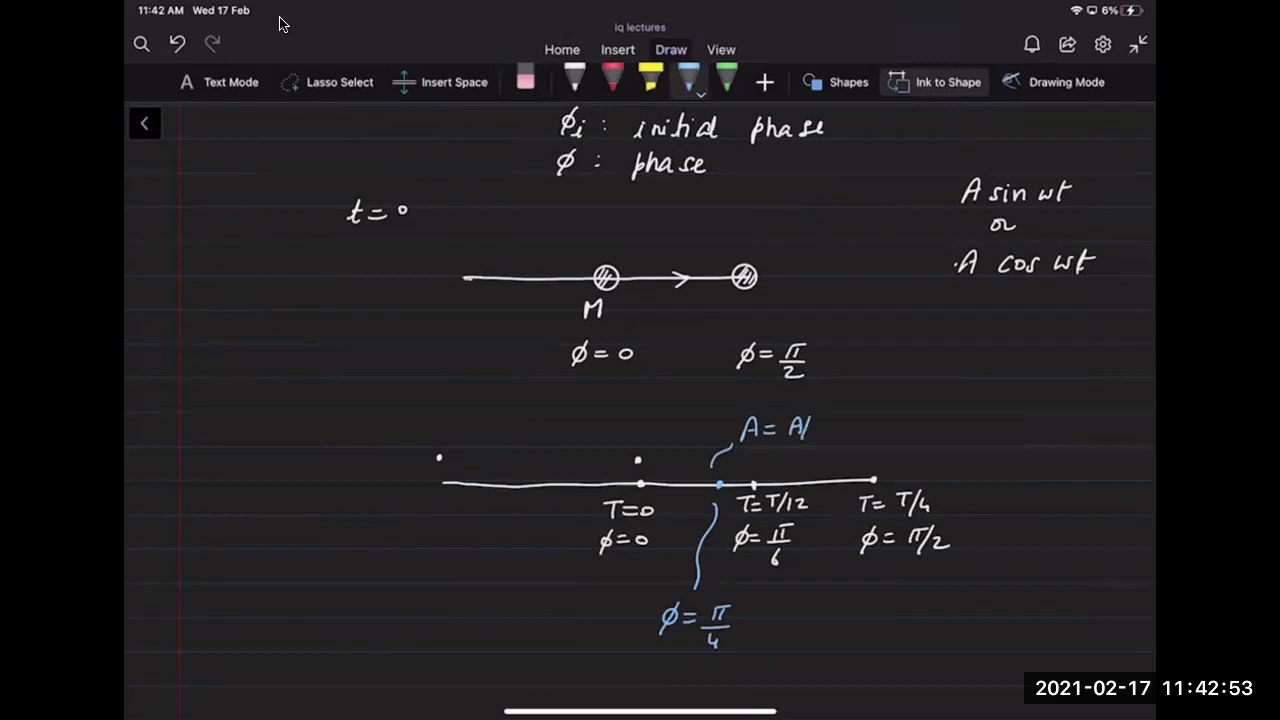 11:42 AM Wed 17 Feb
6%
iq lectures
Home Insert Draw View
Text Mode Lasso Select Insert Space Shapes Ink to Shape Drawing Mode
ϕi : initial phase
ϕ : phase
A sin wt
t = 0
or
A cos wt
M
ϕ = 0 ϕ = π/2
A = A/
T=0 T=T/12 T= T/4
ϕ=0 ϕ= π/6 ϕ= π/2
ϕ= π/4
2021-02-17 11:42:53